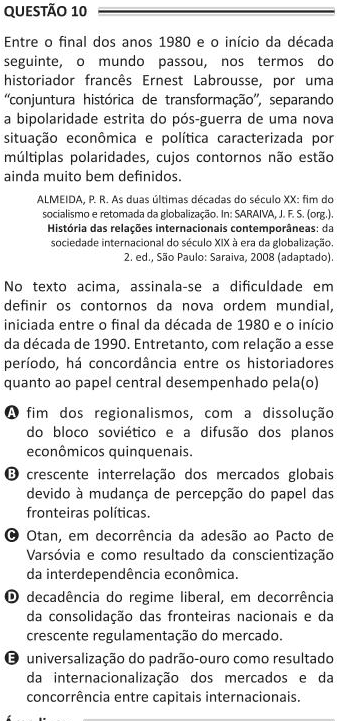 QUESTÃO 10
Entre o final dos anos 1980 e o início da década
seguinte, o mundo passou, nos termos do
historiador francês Ernest Labrousse, por uma
“conjuntura histórica de transformação”, separando
a bipolaridade estrita do pós-guerra de uma nova
situação econômica e política caracterizada por
múltiplas polaridades, cujos contornos não estão
ainda muito bem definidos.
ALMEIDA, P. R. As duas últimas décadas do século XX: fim do
socialismo e retomada da globalização. In: SARAIVA, J. F. S. (org.).
História das relações internacionais contemporâneas: da
sociedade internacional do século XIX à era da globalização.
2. ed., São Paulo: Saraiva, 2008 (adaptado).
No texto acima, assinala-se a dificuldade em
definir os contornos da nova ordem mundial,
iniciada entre o final da década de 1980 e o início
da década de 1990. Entretanto, com relação a esse
período, há concordância entre os historiadores
quanto ao papel central desempenhado pela(o)
A fim dos regionalismos, com a dissolução
do bloco soviético e a difusão dos planos
econômicos quinquenais.
B crescente interrelação dos mercados globais
devido à mudança de percepção do papel das
fronteiras políticas.
C Otan, em decorrência da adesão ao Pacto de
Varsóvia e como resultado da conscientização
da interdependência econômica.
D decadência do regime liberal, em decorrência
da consolidação das fronteiras nacionais e da
crescente regulamentação do mercado.
E universalização do padrão-ouro como resultado
da internacionalização dos mercados e da
concorrência entre capitais internacionais.